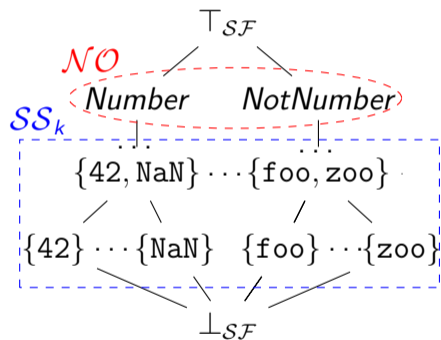 ⊤𝒮ℱ
𝒩𝒪
Number NotNumber
𝒮𝒮k
... ...
{42, NaN} ··· {foo, zoo}
{42} ··· {NaN} {foo} ··· {zoo}
⊥𝒮ℱ